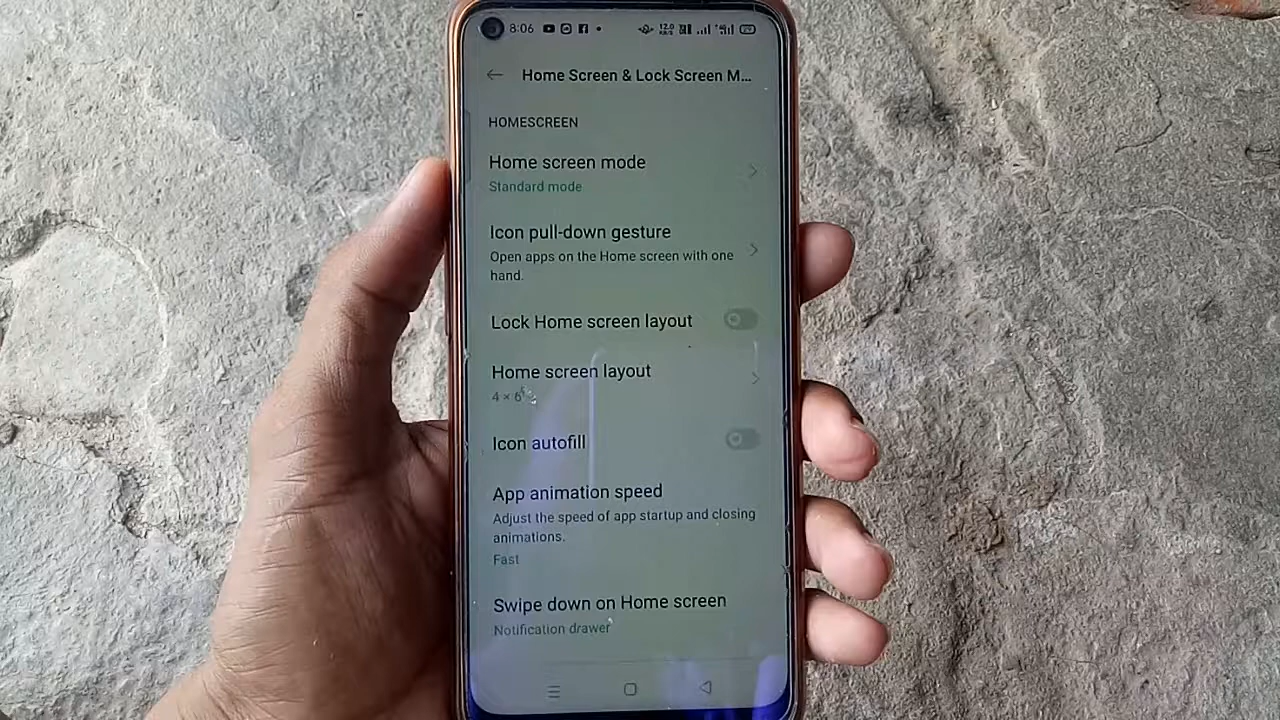 8:06
Home Screen & Lock Screen M...
HOMESCREEN
Home screen mode
Standard mode
Icon pull-down gesture
Open apps on the Home screen with one
hand.
Lock Home screen layout
Home screen layout
4 × 6
Icon autofill
App animation speed
Adjust the speed of app startup and closing
animations.
Fast
Swipe down on Home screen
Notification drawer